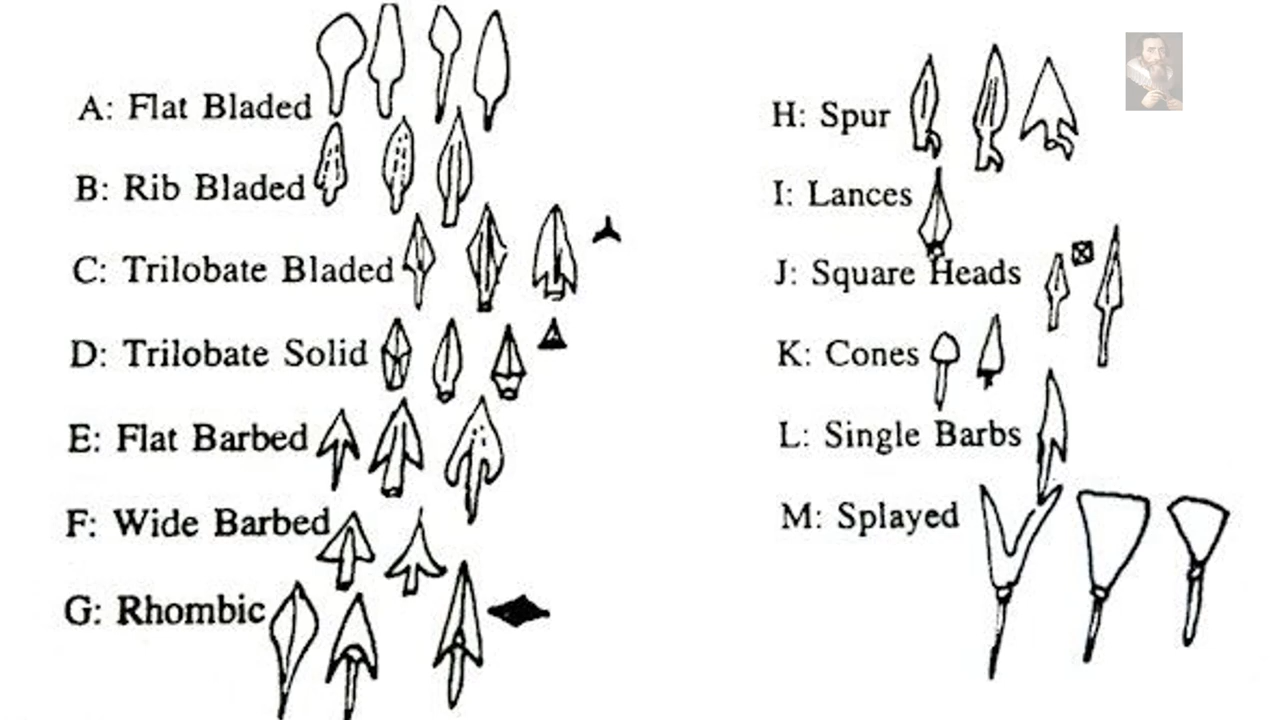 A: Flat Bladed
B: Rib Bladed
C: Trilobate Bladed
D: Trilobate Solid
E: Flat Barbed
F: Wide Barbed
G: Rhombic
H: Spur
I: Lances
J: Square Heads
K: Cones
L: Single Barbs
M: Splayed